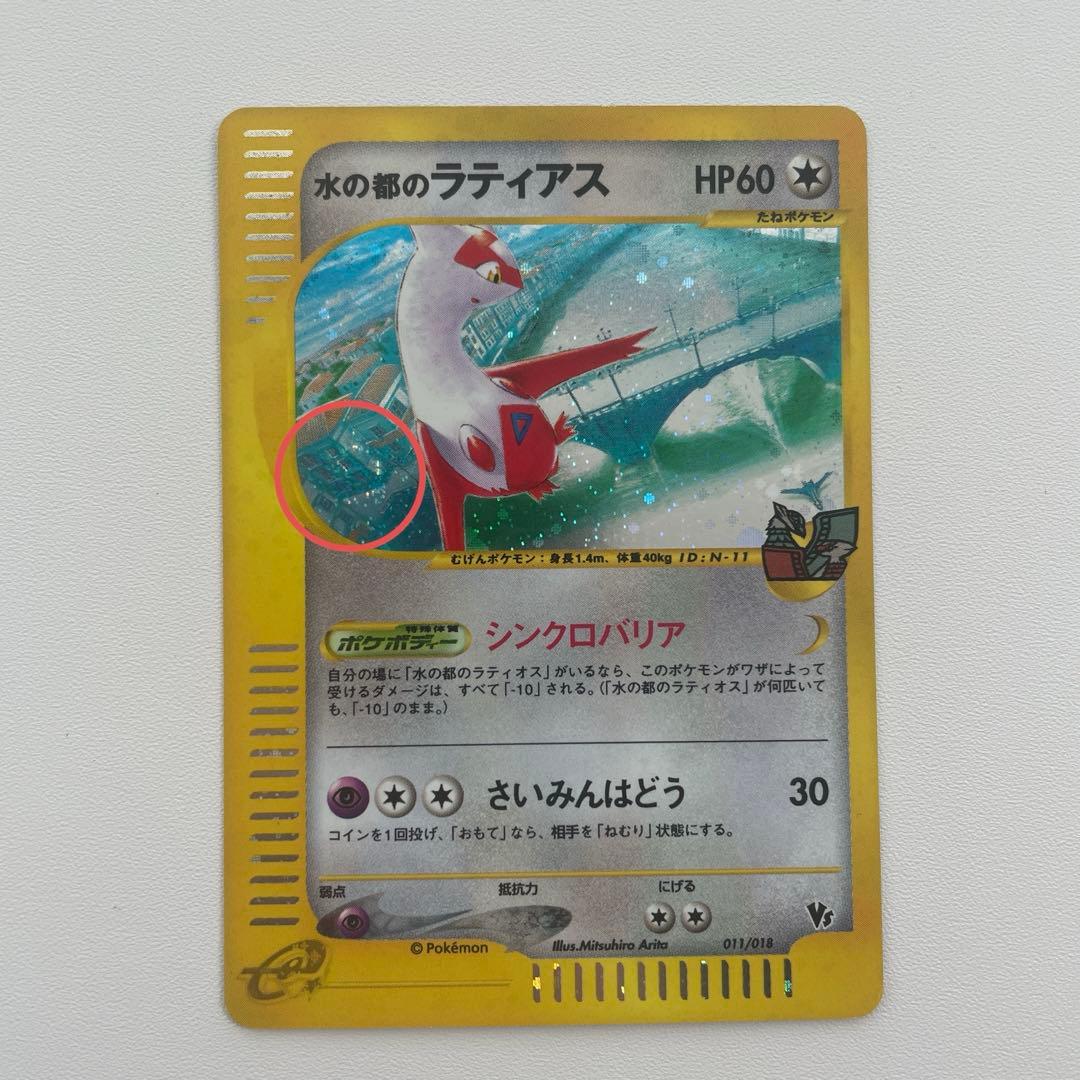 水の都のラティアス HP60
たねポケモン
むげんポケモン：身長1.4m、体重40kg ID:N-11
特殊体質
ポケボディー シンクロバリア
自分の場に「水の都のラティオス」がいるなら、このポケモンがワザによって
受けるダメージは、すべて「-10」される。（「水の都のラティオス」が何匹いて
も、「-10」のまま。）
さいみんはどう 30
コインを1回投げ、「おもて」なら、相手を「ねむり」状態にする。
弱点 抵抗力 にげる
Vs
© Pokémon Illus.Mitsuhiro Arita 011/018